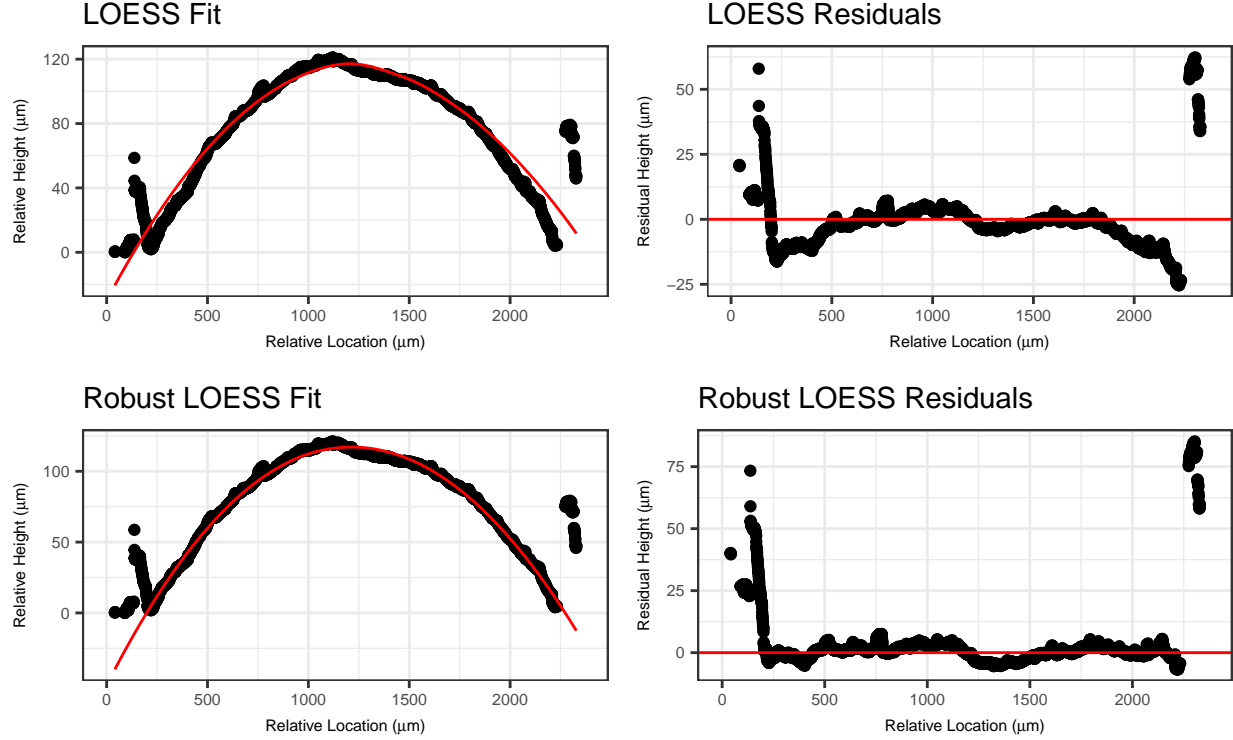 LOESS Fit
LOESS Residuals
Relative Height (μm)
120
80
40
0
0
500
1000
1500
2000
Relative Location (μm)
Residual Height (μm)
50
25
0
−25
0
500
1000
1500
2000
Relative Location (μm)
Robust LOESS Fit
Robust LOESS Residuals
Relative Height (μm)
100
50
0
0
500
1000
1500
2000
Relative Location (μm)
Residual Height (μm)
75
50
25
0
0
500
1000
1500
2000
Relative Location (μm)